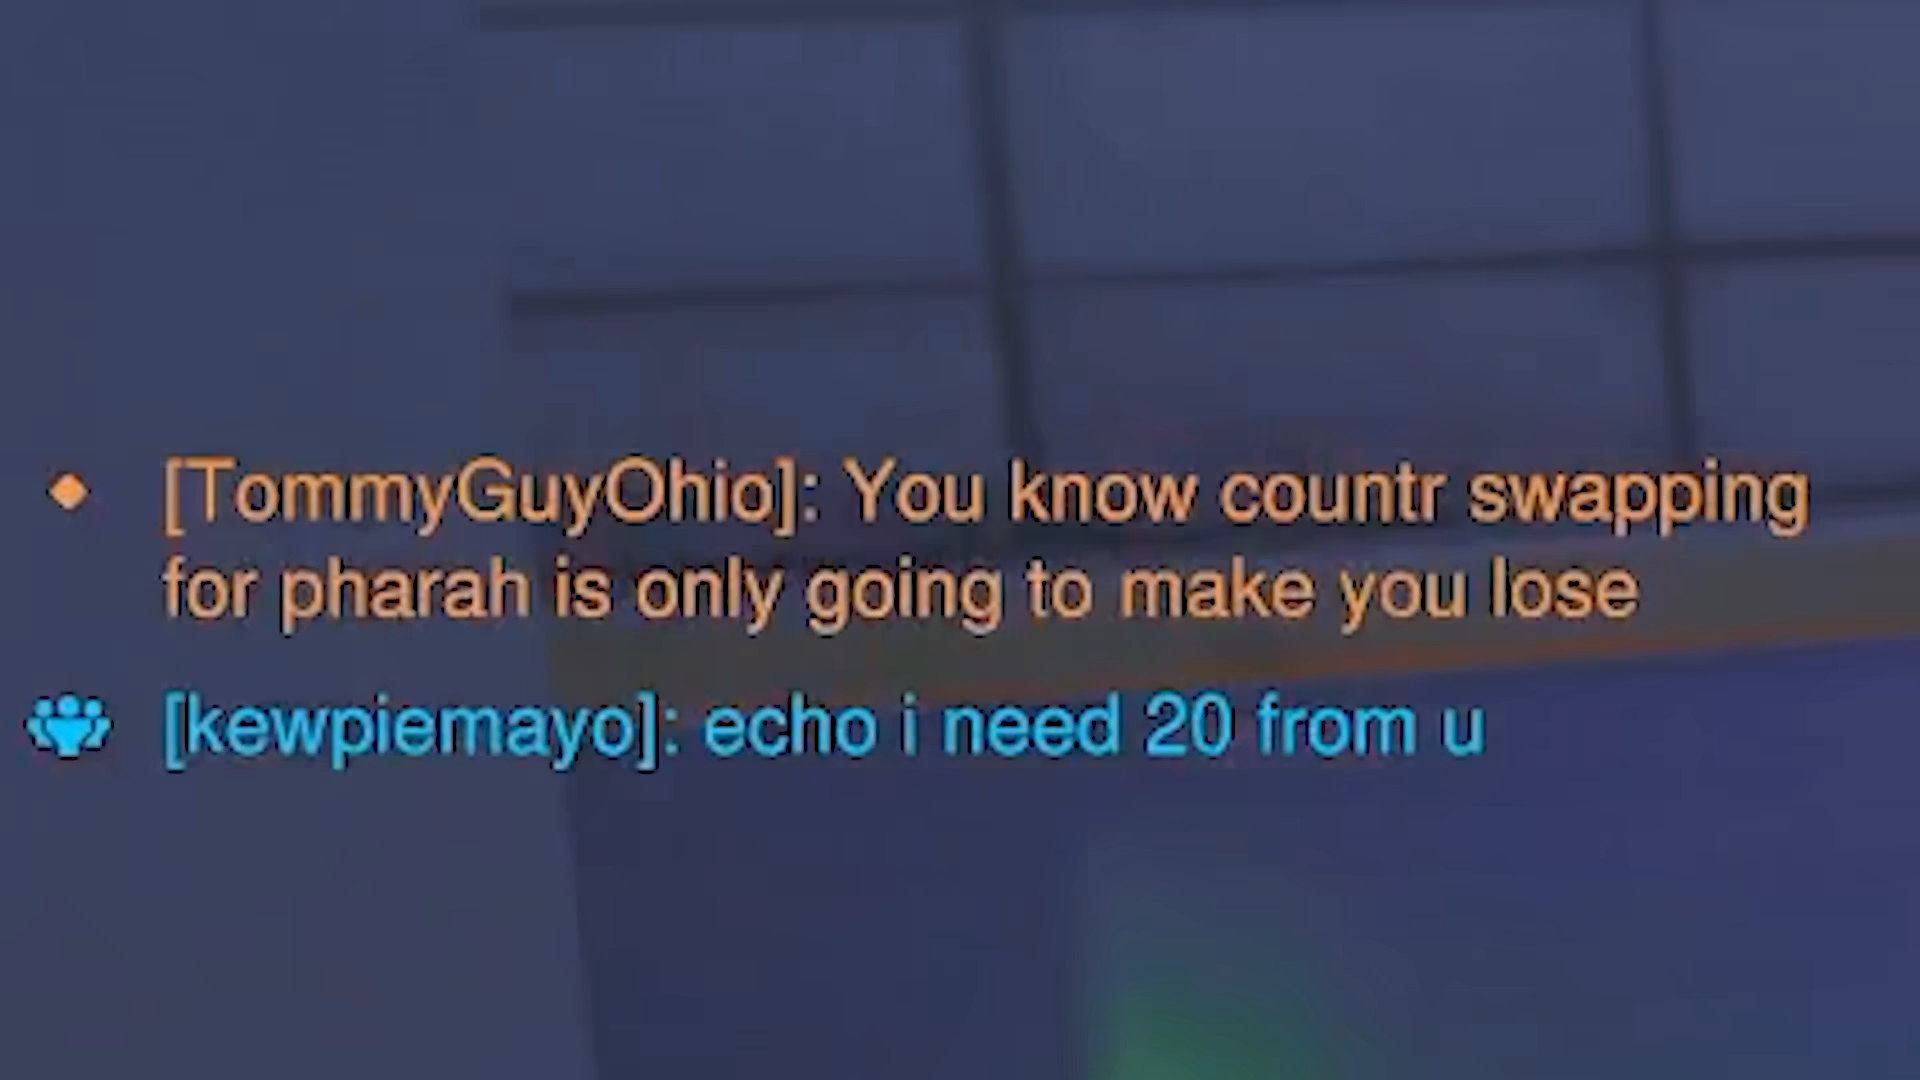 [TommyGuyOhio]: You know countr swapping
for pharah is only going to make you lose
[kewpiemayo]: echo i need 20 from u